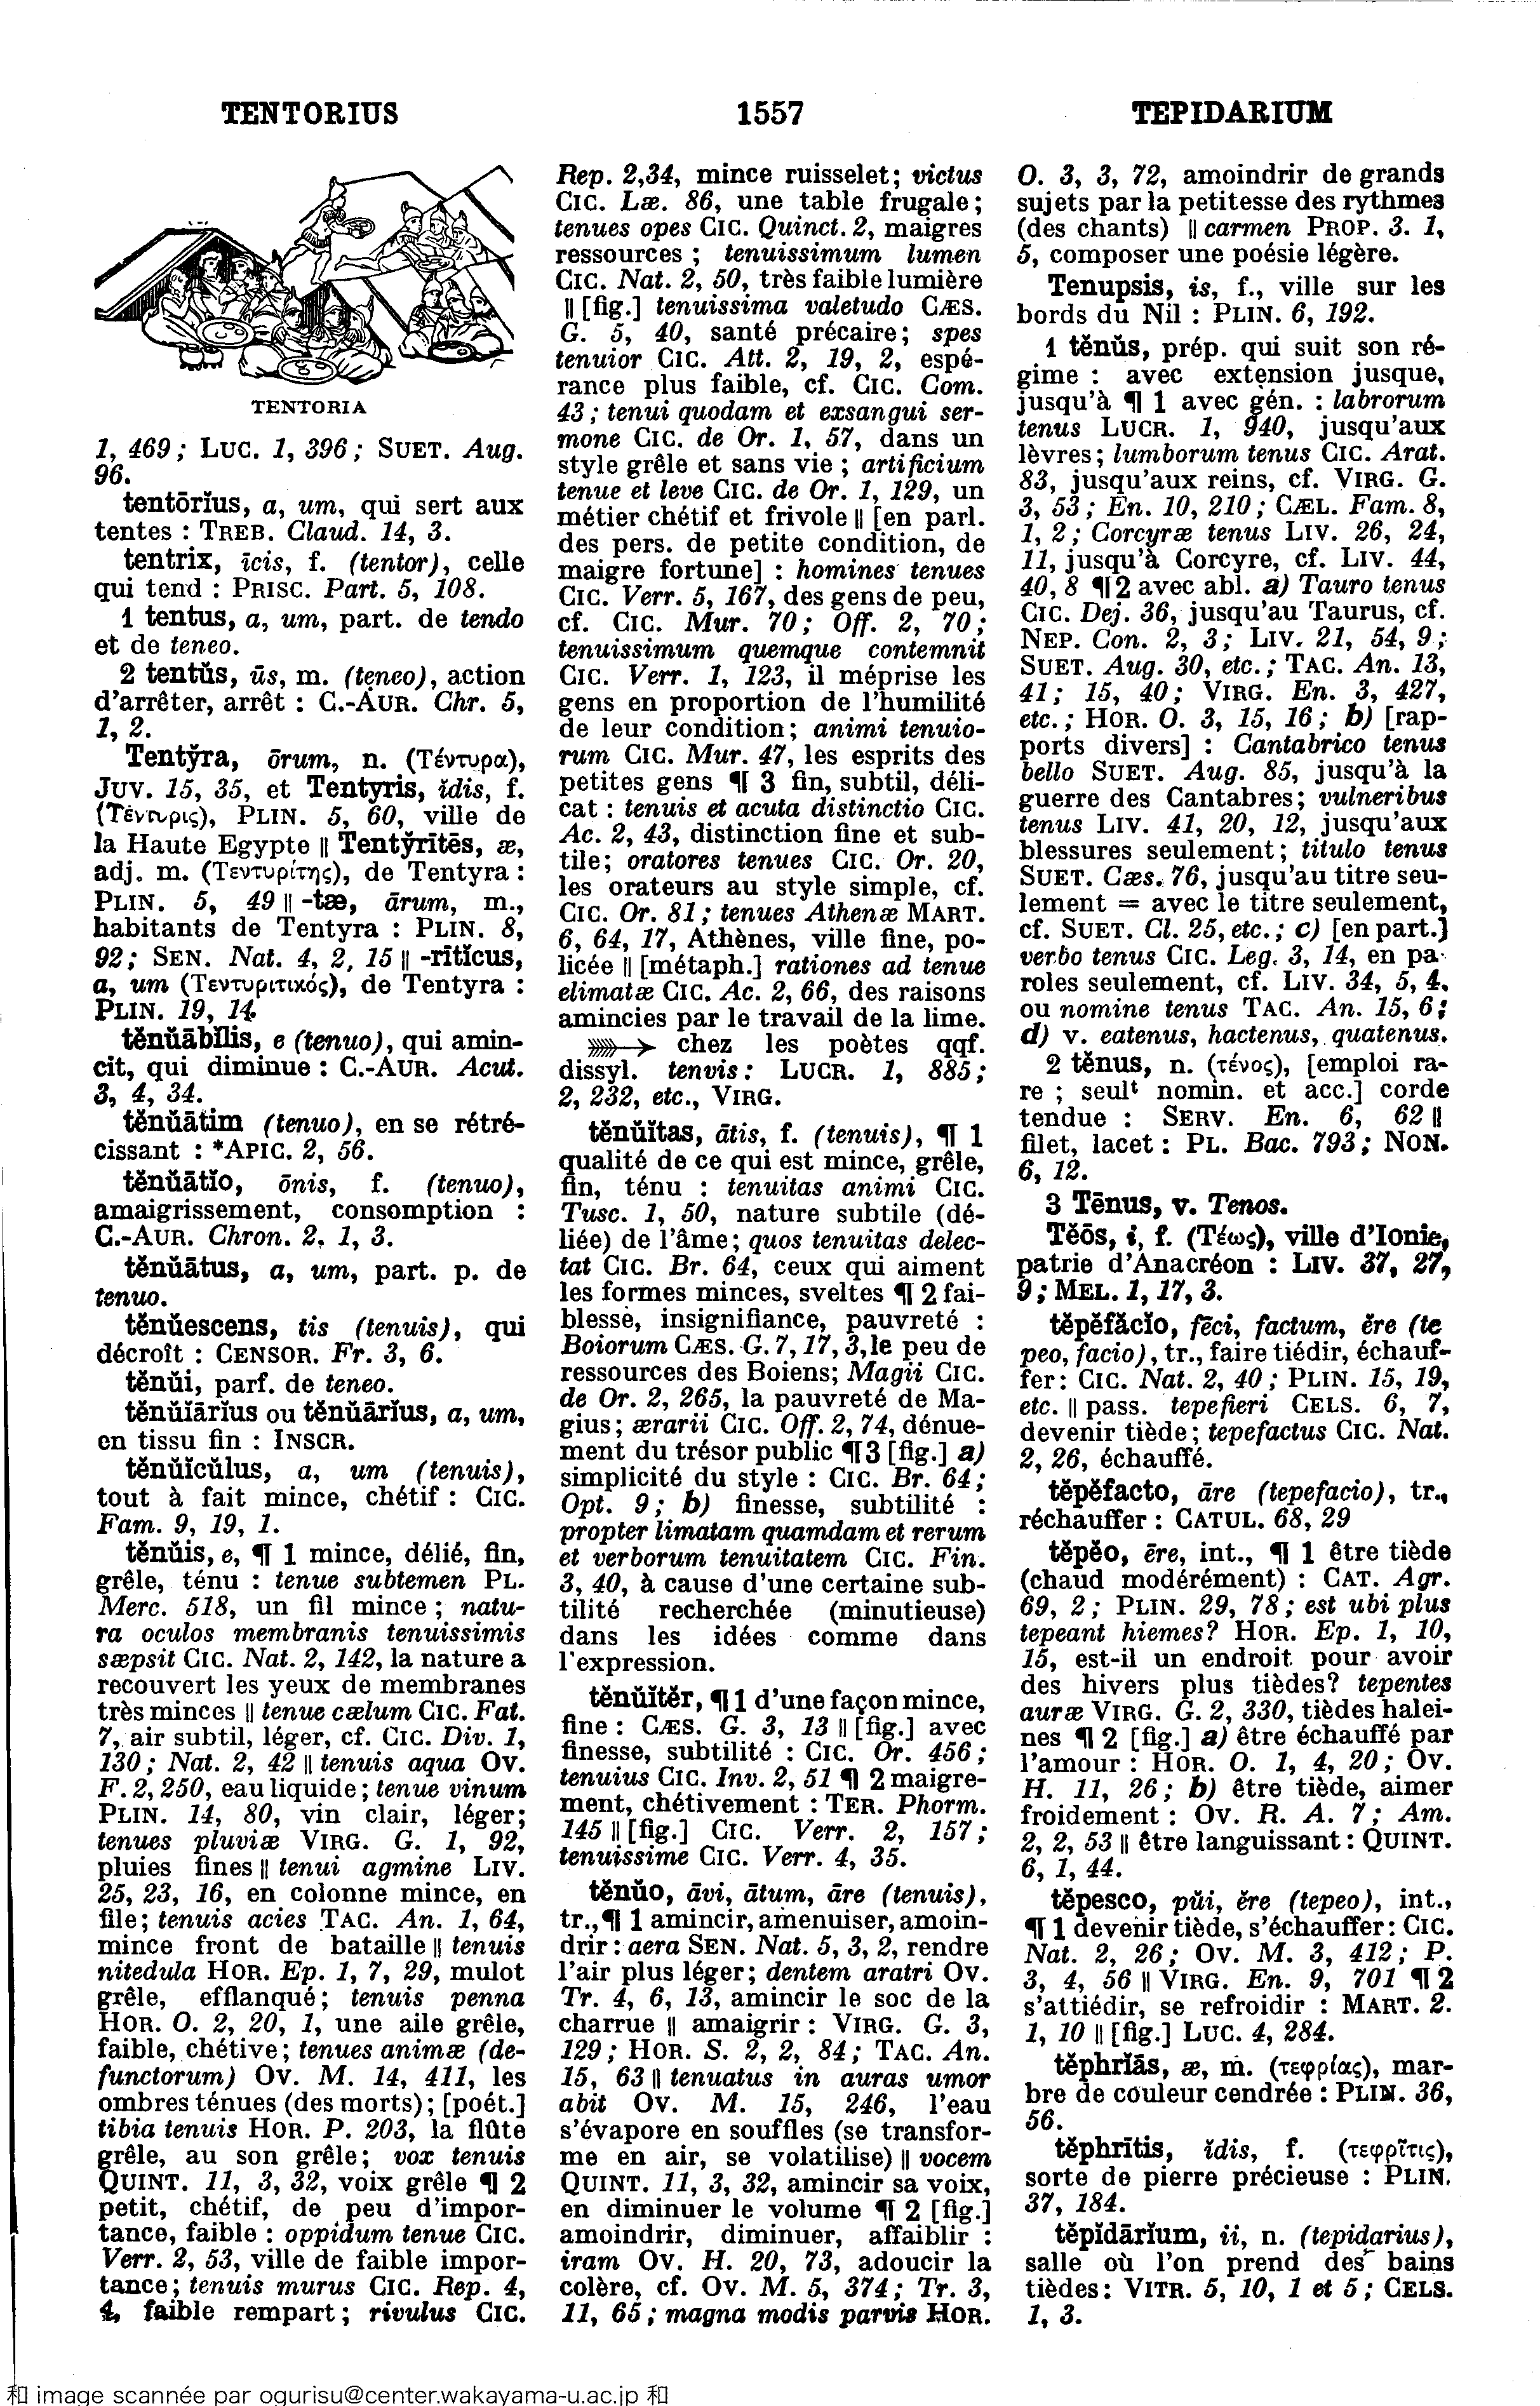 TENTORIUS
1557
TEPIDARIUM
TENTORIA
1, 469 ; LUC. 1, 396 ; SUET. Aug.
96.
tentōrĭus, a, um, qui sert aux
tentes : TREB. Claud. 14, 3.
tentrix, īcis, f. (tentor), celle
qui tend : PRISC. Part. 5, 108.
1 tentus, a, um, part. de tendo
et de teneo.
2 tentŭs, ūs, m. (teneo), action
d'arrêter, arrêt : C.-AUR. Chr. 5,
1, 2.
Tentўra, ōrum, n. (Τέντυρα),
JUV. 15, 35, et Tentyris, ĭdis, f.
(Τέντυρις), PLIN. 5, 60, ville de
la Haute Egypte || Tentўrītēs, æ,
adj. m. (Τεντυρίτης), de Tentyra :
PLIN. 5, 49 || -tæ, ārum, m.,
habitants de Tentyra : PLIN. 8,
92 ; SEN. Nat. 4, 2, 15 || -rītĭcus,
a, um (Τεντυριτικός), de Tentyra :
PLIN. 19, 14.
tĕnŭābĭlis, e (tenuo), qui amin-
cit, qui diminue : C.-AUR. Acut.
3, 4, 34.
tĕnŭātim (tenuo), en se rétré-
cissant : *APIC. 2, 56.
tĕnŭātĭo, ōnis, f. (tenuo),
amaigrissement, consomption :
C.-AUR. Chron. 2, 1, 3.
tĕnŭātus, a, um, part. p. de
tenuo.
tĕnŭescens, tis (tenuis), qui
décroît : CENSOR. Fr. 3, 6.
tĕnŭi, parf. de teneo.
tĕnŭĭārĭus ou tĕnŭārĭus, a, um,
en tissu fin : INSCR.
tĕnŭĭcŭlus, a, um (tenuis),
tout à fait mince, chétif : CIC.
Fam. 9, 19, 1.
tĕnŭis, e, ¶ 1 mince, délié, fin,
grêle, ténu : tenue subtemen PL.
Merc. 518, un fil mince ; natu-
ra oculos membranis tenuissimis
sæpsit CIC. Nat. 2, 142, la nature a
recouvert les yeux de membranes
très minces || tenue cælum CIC. Fat.
7, air subtil, léger, cf. CIC. Div. 1,
130 ; Nat. 2, 42 || tenuis aqua OV.
F. 2, 250, eau liquide ; tenue vinum
PLIN. 14, 80, vin clair, léger;
tenues pluviæ VIRG. G. 1, 92,
pluies fines || tenui agmine LIV.
25, 23, 16, en colonne mince, en
file ; tenuis acies TAC. An. 1, 64,
mince front de bataille || tenuis
nitedula HOR. Ep. 1, 7, 29, mulot
grêle, efflanqué ; tenuis penna
HOR. O. 2, 20, 1, une aile grêle,
faible, chétive ; tenues animæ (de-
functorum) OV. M. 14, 411, les
ombres ténues (des morts) ; [poét.]
tibia tenuis HOR. P. 203, la flûte
grêle, au son grêle ; vox tenuis
QUINT. 11, 3, 32, voix grêle ¶ 2
petit, chétif, de peu d'impor-
tance, faible : oppidum tenue CIC.
Verr. 2, 53, ville de faible impor-
tance ; tenuis murus CIC. Rep. 4,
4, faible rempart ; rivulus CIC.
Rep. 2,34, mince ruisselet ; victus
CIC. Læ. 86, une table frugale ;
tenues opes CIC. Quinct. 2, maigres
ressources ; tenuissimum lumen
CIC. Nat. 2, 50, très faible lumière
|| [fig.] tenuissima valetudo CÆS.
G. 5, 40, santé précaire ; spes
tenuior CIC. Att. 2, 19, 2, espé-
rance plus faible, cf. CIC. Com.
43 ; tenui quodam et exsangui ser-
mone CIC. de Or. 1, 57, dans un
style grêle et sans vie ; artificium
tenue et leve CIC. de Or. 1, 129, un
métier chétif et frivole || [en parl.
des pers. de petite condition, de
maigre fortune] : homines tenues
CIC. Verr. 5, 167, des gens de peu,
cf. CIC. Mur. 70 ; Off. 2, 70 ;
tenuissimum quemque contemnit
CIC. Verr. 1, 123, il méprise les
gens en proportion de l'humilité
de leur condition ; animi tenuio-
rum CIC. Mur. 47, les esprits des
petites gens ¶ 3 fin, subtil, déli-
cat : tenuis et acuta distinctio CIC.
Ac. 2, 43, distinction fine et sub-
tile ; oratores tenues CIC. Or. 20,
les orateurs au style simple, cf.
CIC. Or. 81 ; tenues Athenæ MART.
6, 64, 17, Athènes, ville fine, po-
licée || [métaph.] rationes ad tenue
elimatæ CIC. Ac. 2, 66, des raisons
amincies par le travail de la lime.
chez les poètes qqf.
dissyl. tenvis : LUCR. 1, 885 ;
2, 232, etc., VIRG.
tĕnŭĭtas, ātis, f. (tenuis), ¶ 1
qualité de ce qui est mince, grêle,
fin, ténu : tenuitas animi CIC.
Tusc. 1, 50, nature subtile (dé-
liée) de l'âme ; quos tenuitas delec-
tat CIC. Br. 64, ceux qui aiment
les formes minces, sveltes ¶ 2 fai-
blesse, insignifiance, pauvreté :
Boiorum CÆS. G. 7, 17, 3, le peu de
ressources des Boiens ; Magii CIC.
de Or. 2, 265, la pauvreté de Ma-
gius ; ærarii CIC. Off. 2, 74, dénue-
ment du trésor public ¶ 3 [fig.] a)
simplicité du style : CIC. Br. 64 ;
Opt. 9 ; b) finesse, subtilité :
propter limatam quamdam et rerum
et verborum tenuitatem CIC. Fin.
3, 40, à cause d'une certaine sub-
tilité recherchée (minutieuse)
dans les idées comme dans
l'expression.
tĕnŭĭtĕr, ¶ 1 d'une façon mince,
fine : CÆS. G. 3, 13 || [fig.] avec
finesse, subtilité : CIC. Or. 456 ;
tenuius CIC. Inv. 2, 51 ¶ 2 maigre-
ment, chétivement : TER. Phorm.
145 || [fig.] CIC. Verr. 2, 157 ;
tenuissime CIC. Verr. 4, 35.
tĕnŭo, āvi, ātum, āre (tenuis),
tr., ¶ 1 amincir, amenuiser, amoin-
drir : aera SEN. Nat. 5, 3, 2, rendre
l'air plus léger ; dentem aratri OV.
Tr. 4, 6, 13, amincir le soc de la
charrue || amaigrir : VIRG. G. 3,
129 ; HOR. S. 2, 2, 84 ; TAC. An.
15, 63 || tenuatus in auras umor
abit OV. M. 15, 246, l'eau
s'évapore en souffles (se transfor-
me en air, se volatilise) || vocem
QUINT. 11, 3, 32, amincir sa voix,
en diminuer le volume ¶ 2 [fig.]
amoindrir, diminuer, affaiblir :
iram OV. H. 20, 73, adoucir la
colère, cf. OV. M. 5, 374 ; Tr. 3,
11, 65 ; magna modis parvis HOR.
O. 3, 3, 72, amoindrir de grands
sujets par la petitesse des rythmes
(des chants) || carmen PROP. 3. 1,
5, composer une poésie légère.
Tenupsis, is, f., ville sur les
bords du Nil : PLIN. 6, 192.
1 tĕnŭs, prép. qui suit son ré-
gime : avec extension jusque,
jusqu'à ¶ 1 avec gén. : labrorum
tenus LUCR. 1, 940, jusqu'aux
lèvres ; lumborum tenus CIC. Arat.
83, jusqu'aux reins, cf. VIRG. G.
3, 53 ; En. 10, 210 ; CÆL. Fam. 8,
1, 2 ; Corcyræ tenus LIV. 26, 24,
11, jusqu'à Corcyre, cf. LIV. 44,
40, 8 ¶ 2 avec abl. a) Tauro tenus
CIC. Dej. 36, jusqu'au Taurus, cf.
NEP. Con. 2, 3 ; LIV. 21, 54, 9 ;
SUET. Aug. 30, etc. ; TAC. An. 13,
41 ; 15, 40 ; VIRG. En. 3, 427,
etc. ; HOR. O. 3, 15, 16 ; b) [rap-
ports divers] : Cantabrico tenus
bello SUET. Aug. 85, jusqu'à la
guerre des Cantabres ; vulneribus
tenus LIV. 41, 20, 12, jusqu'aux
blessures seulement ; titulo tenus
SUET. Cæs. 76, jusqu'au titre seu-
lement = avec le titre seulement,
cf. SUET. Cl. 25, etc. ; c) [en part.]
verbo tenus CIC. Leg. 3, 14, en pa-
roles seulement, cf. LIV. 34, 5, 4,
ou nomine tenus TAC. An. 15, 6 ;
d) v. eatenus, hactenus, quatenus.
2 tĕnus, n. (τένος), [emploi ra-
re ; seulᵗ nomin. et acc.] corde
tendue : SERV. En. 6, 62 ||
filet, lacet : PL. Bac. 793 ; NON.
6, 12.
3 Tēnus, v. Tenos.
Tĕōs, i, f. (Τέως), ville d'Ionie,
patrie d'Anacréon : LIV. 37, 27,
9 ; MEL. 1, 17, 3.
tĕpĕfăcĭo, fēci, factum, ĕre (te
peo, facio), tr., faire tiédir, échauf-
fer : CIC. Nat. 2, 40 ; PLIN. 15, 19,
etc. || pass. tepefieri CELS. 6, 7,
devenir tiède ; tepefactus CIC. Nat.
2, 26, échauffé.
tĕpĕfacto, āre (tepefacio), tr.,
réchauffer : CATUL. 68, 29
tĕpĕo, ēre, int., ¶ 1 être tiède
(chaud modérément) : CAT. Agr.
69, 2 ; PLIN. 29, 78 ; est ubi plus
tepeant hiemes? HOR. Ep. 1, 10,
15, est-il un endroit pour avoir
des hivers plus tièdes? tepentes
auræ VIRG. G. 2, 330, tièdes halei-
nes ¶ 2 [fig.] a) être échauffé par
l'amour : HOR. O. 1, 4, 20 ; OV.
H. 11, 26 ; b) être tiède, aimer
froidement : OV. R. A. 7 ; Am.
2, 2, 53 || être languissant : QUINT.
6, 1, 44.
tĕpesco, pŭi, ĕre (tepeo), int.,
¶ 1 devenir tiède, s'échauffer : CIC.
Nat. 2, 26 ; OV. M. 3, 412 ; P.
3, 4, 56 || VIRG. En. 9, 701 ¶ 2
s'attiédir, se refroidir : MART. 2.
1, 10 || [fig.] LUC. 4, 284.
tĕphrĭās, æ, m. (τεφρίας), mar-
bre de couleur cendrée : PLIN. 36,
56.
tĕphrītis, ĭdis, f. (τεφρῖτις),
sorte de pierre précieuse : PLIN.
37, 184.
tĕpĭdārĭum, ii, n. (tepidarius),
salle où l'on prend des bains
tièdes : VITR. 5, 10, 1 et 5 ; CELS.
1, 3.
和 image scannée par ogurisu@center.wakayama-u.ac.jp 和